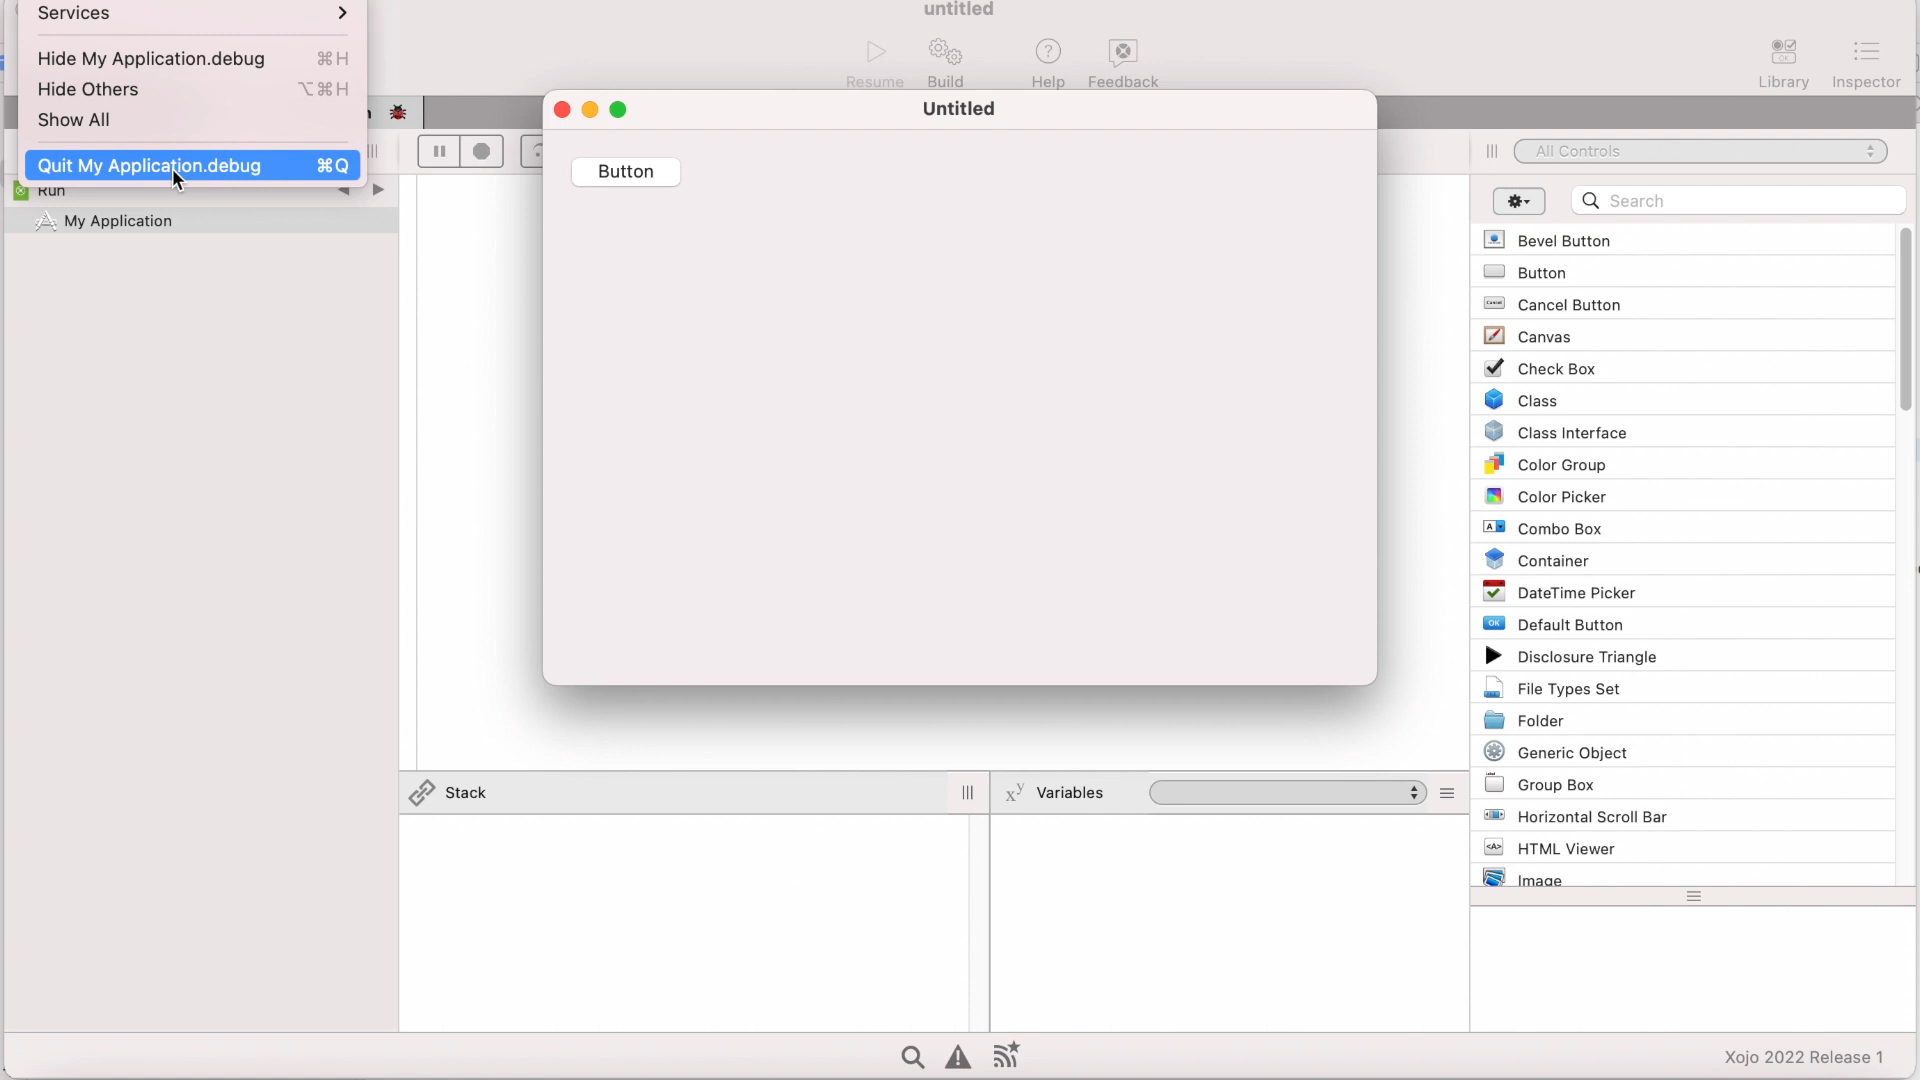 untitled
Services
Hide My Application.debug ⌘H
Hide Others ⌥⌘H
Show All
Quit My Application.debug ⌘Q
Resume
Build
Help
Feedback
Library
Inspector
Untitled
Button
All Controls
Search
Run
My Application
Bevel Button
Button
Cancel Button
Canvas
Check Box
Class
Class Interface
Color Group
Color Picker
Combo Box
Container
DateTime Picker
Default Button
Disclosure Triangle
File Types Set
Folder
Generic Object
Group Box
Horizontal Scroll Bar
HTML Viewer
Image
Stack
Variables
Xojo 2022 Release 1